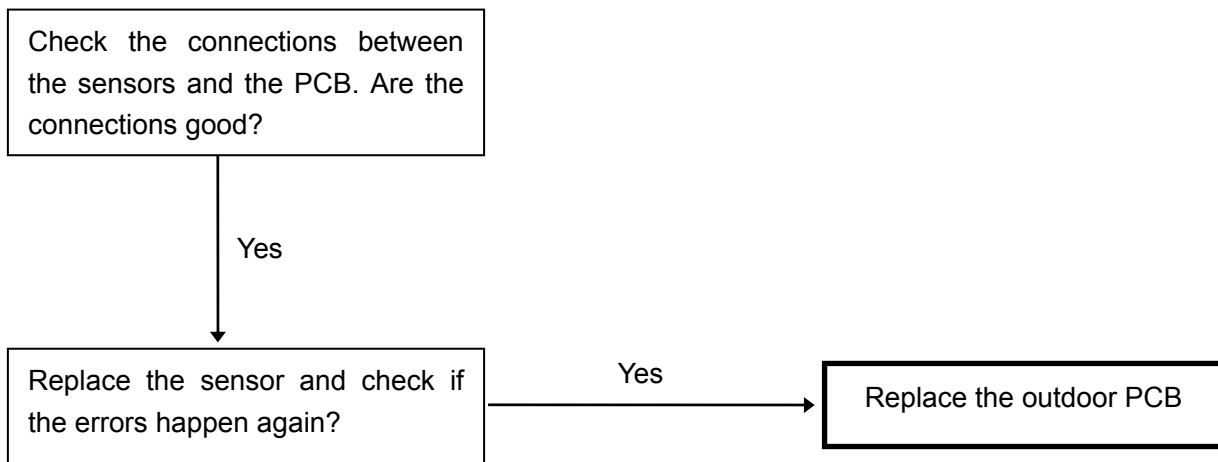 Check the connections between
the sensors and the PCB. Are the
connections good?
Yes
Replace the sensor and check if
the errors happen again?
Yes
Replace the outdoor PCB